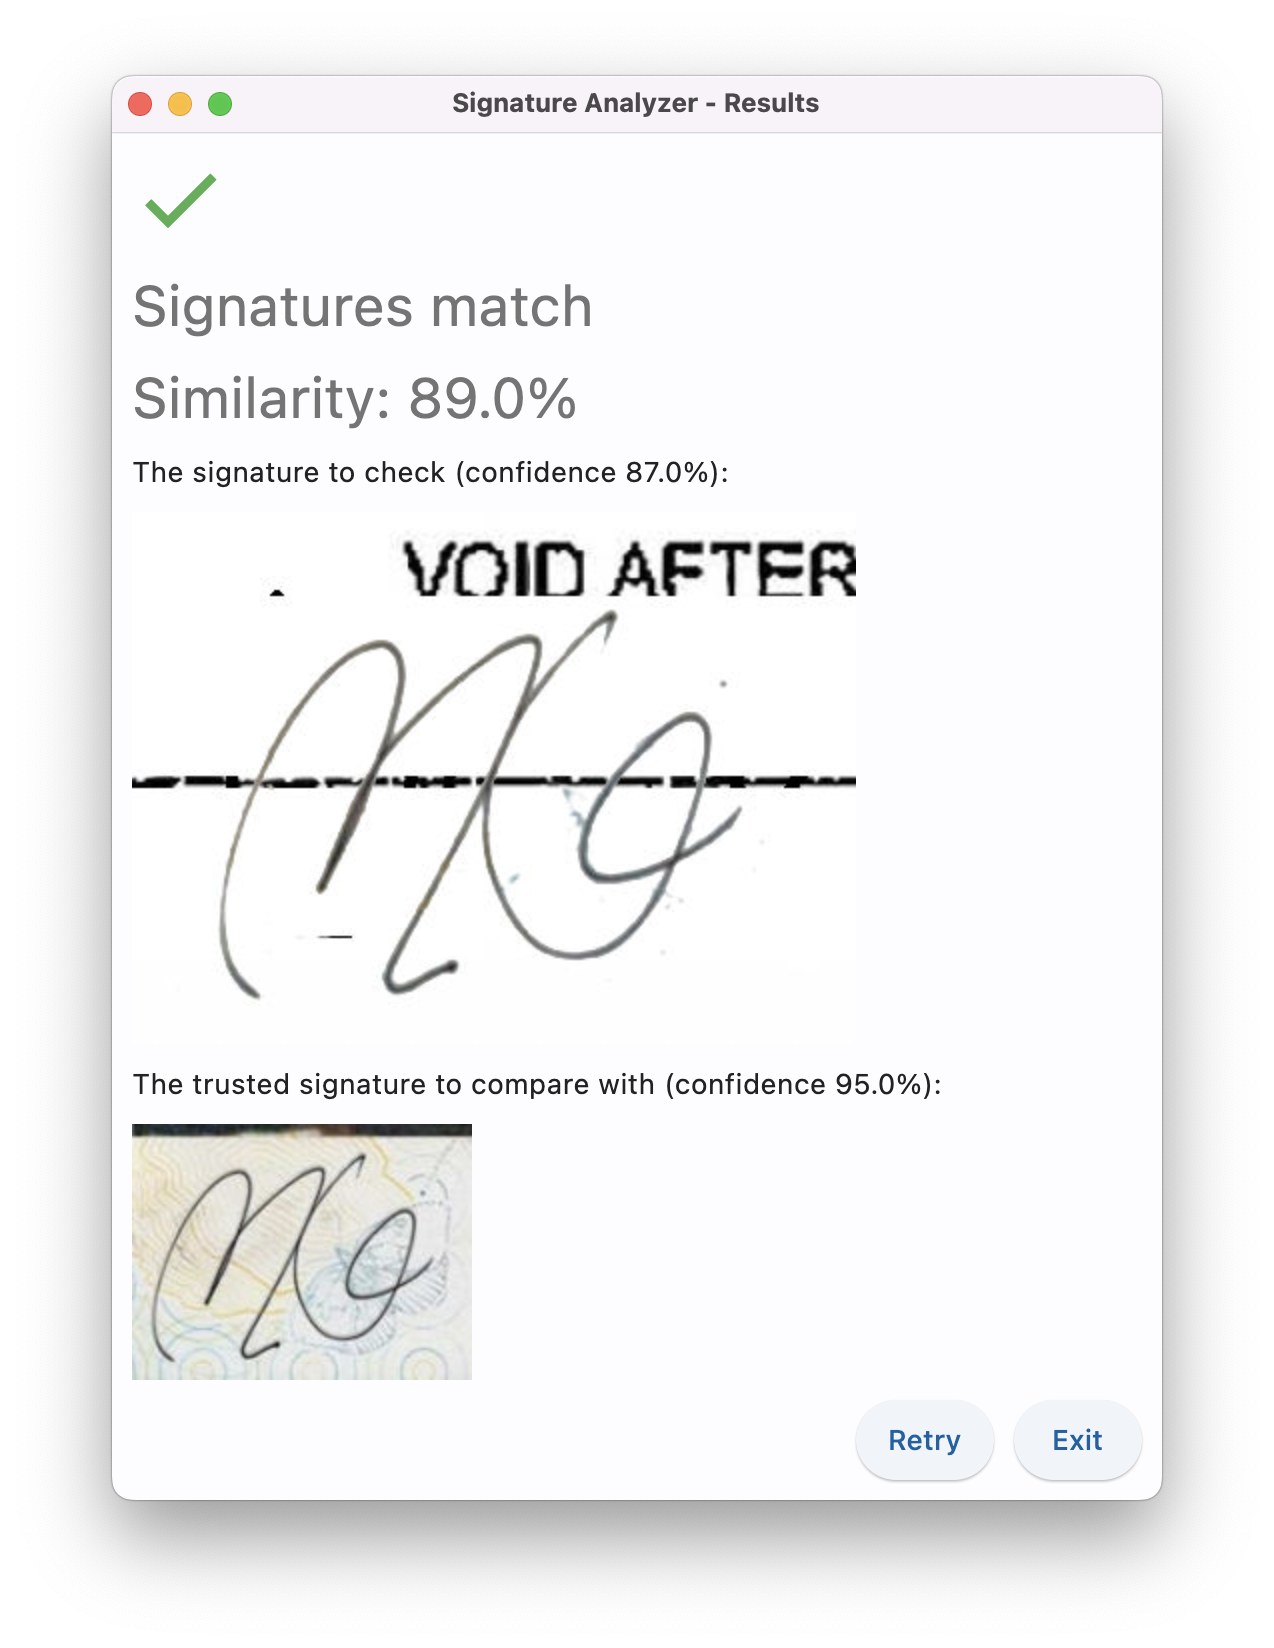 Signature Analyzer - Results
Signatures match
Similarity: 89.0%
The signature to check (confidence 87.0%):
VOID AFTER
The trusted signature to compare with (confidence 95.0%):
Retry
Exit